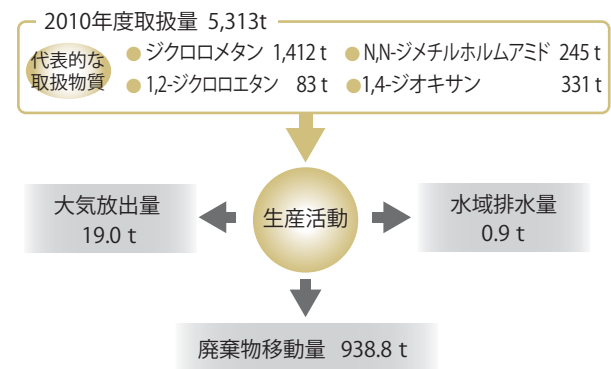 2010年度取扱量 5,313t
代表的な
取扱物質
●ジクロロメタン 1,412 t ●N,N-ジメチルホルムアミド 245 t
●1,2-ジクロロエタン 83 t ●1,4-ジオキサン 331 t
大気放出量
19.0 t
生産活動
水域排水量
0.9 t
廃棄物移動量 938.8 t